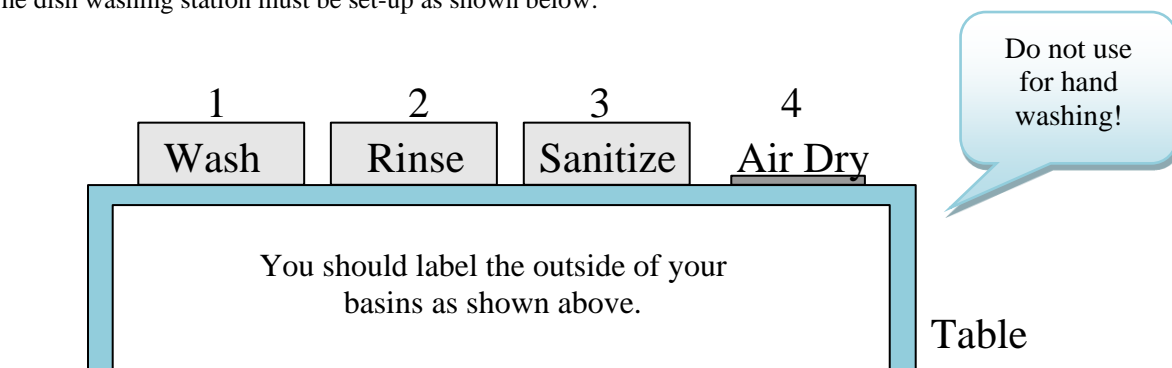 dish washing station must be set-up as shown below.
Do not use
for hand
washing!
1 2 3 4
Wash Rinse Sanitize Air Dry
You should label the outside of your
basins as shown above.
Table